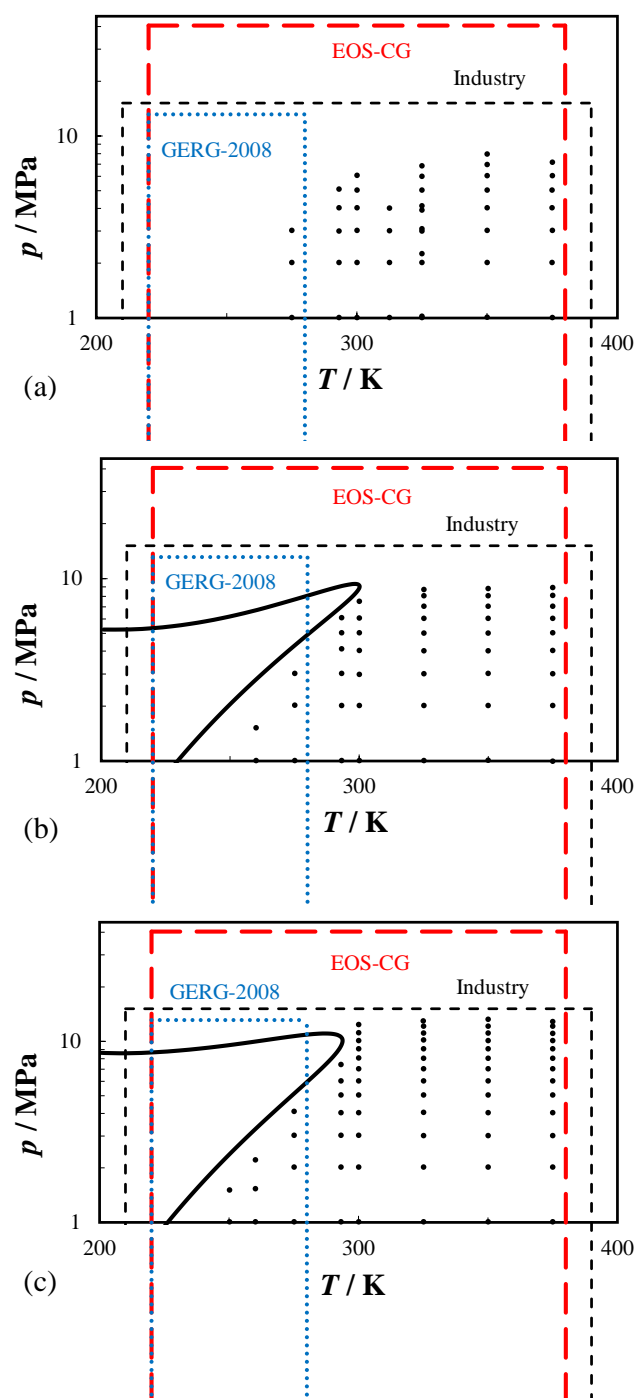 EOS-CG
Industry
10
GERG-2008
p / MPa
1
200 300 400
T / K
(a)
EOS-CG
Industry
10
GERG-2008
p / MPa
1
200 300 400
T / K
(b)
EOS-CG
Industry
GERG-2008
10
p / MPa
1
200 300 400
T / K
(c)